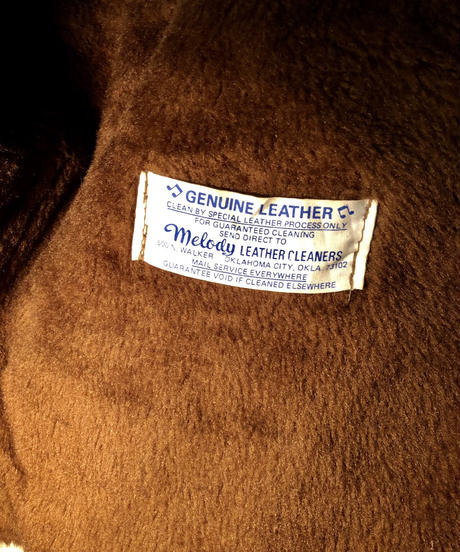 GENUINE LEATHER
CLEAN BY SPECIAL LEATHER PROCESS ONLY
FOR GUARANTEED CLEANING
SEND DIRECT TO
Melody LEATHER CLEANERS
N. WALKER OKLAHOMA CITY, OKLA. 73102
MAIL SERVICE EVERYWHERE
GUARANTEE VOID IF CLEANED ELSEWHERE